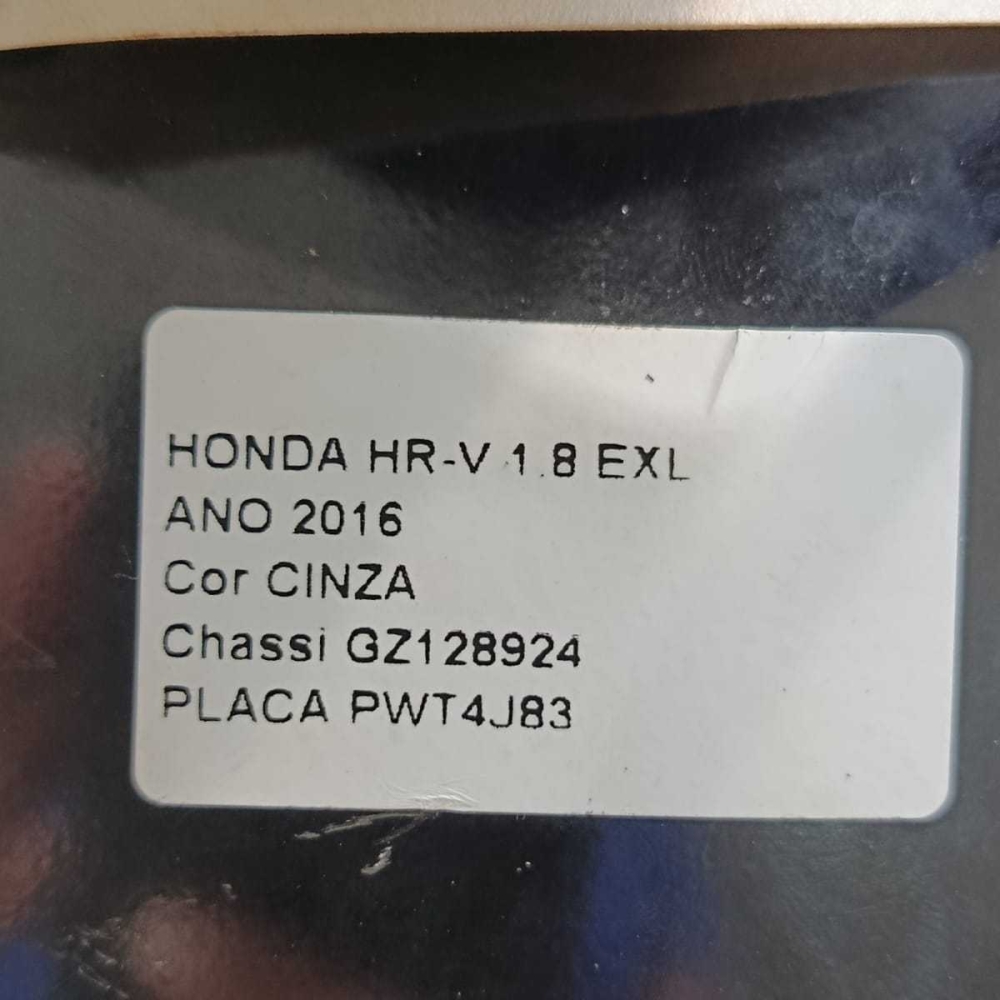 HONDA HR-V 1.8 EXL
ANO 2016
Cor CINZA
Chassi GZ128924
PLACA PWT4J83